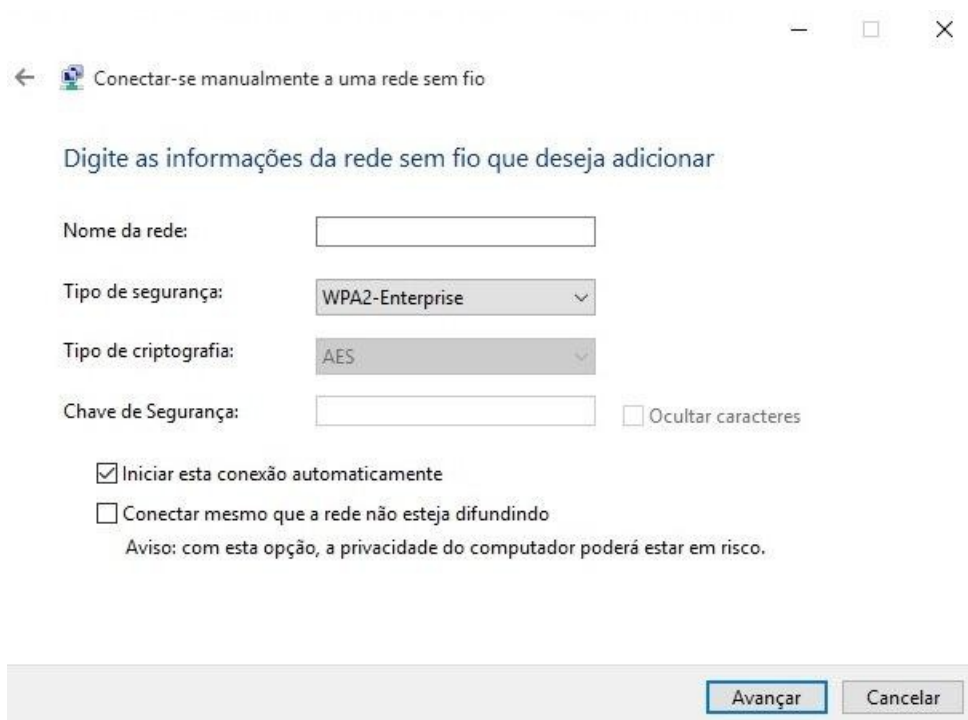 Conectar-se manualmente a uma rede sem fio
Digite as informações da rede sem fio que deseja adicionar
Nome da rede:
Tipo de segurança: WPA2-Enterprise
Tipo de criptografia: AES
Chave de Segurança: Ocultar caracteres
Iniciar esta conexão automaticamente
Conectar mesmo que a rede não esteja difundindo
Aviso: com esta opção, a privacidade do computador poderá estar em risco.
Avançar Cancelar